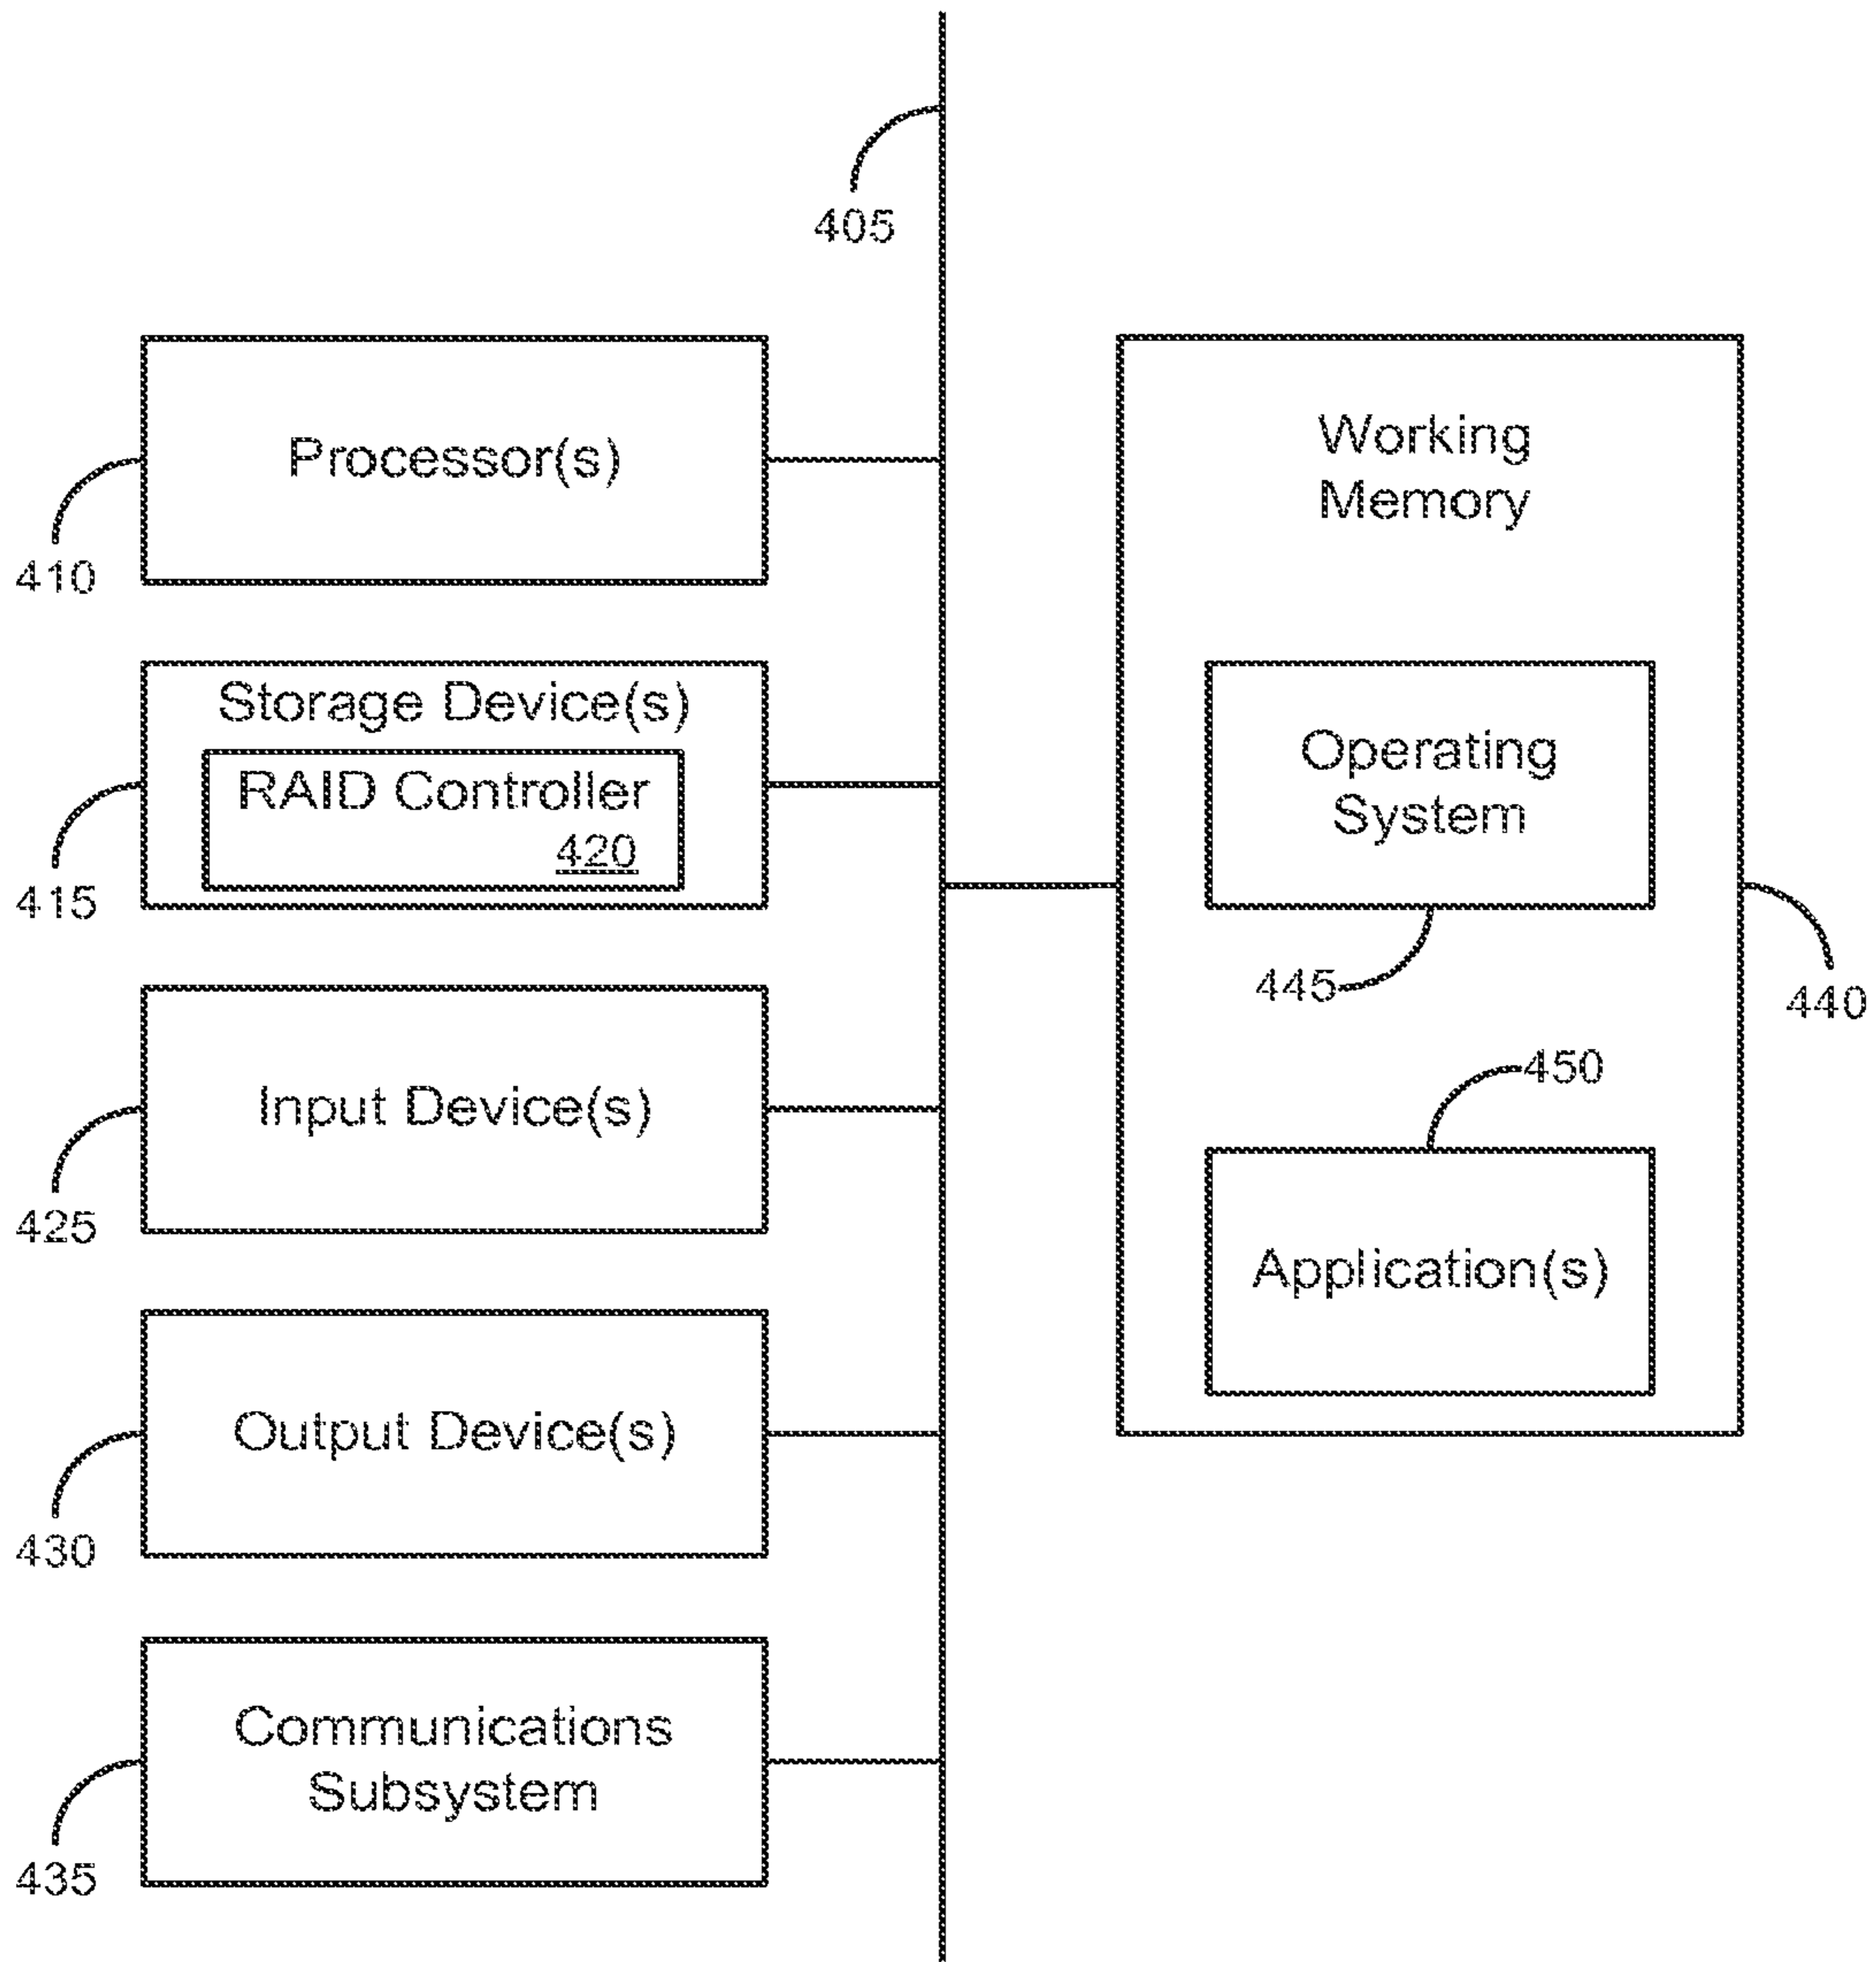 405
Processor(s)
410
Storage Device(s)
RAID Controller
420
415
Input Device(s)
425
Output Device(s)
430
Communications
Subsystem
435
Working
Memory
Operating
System
445
440
450
Application(s)